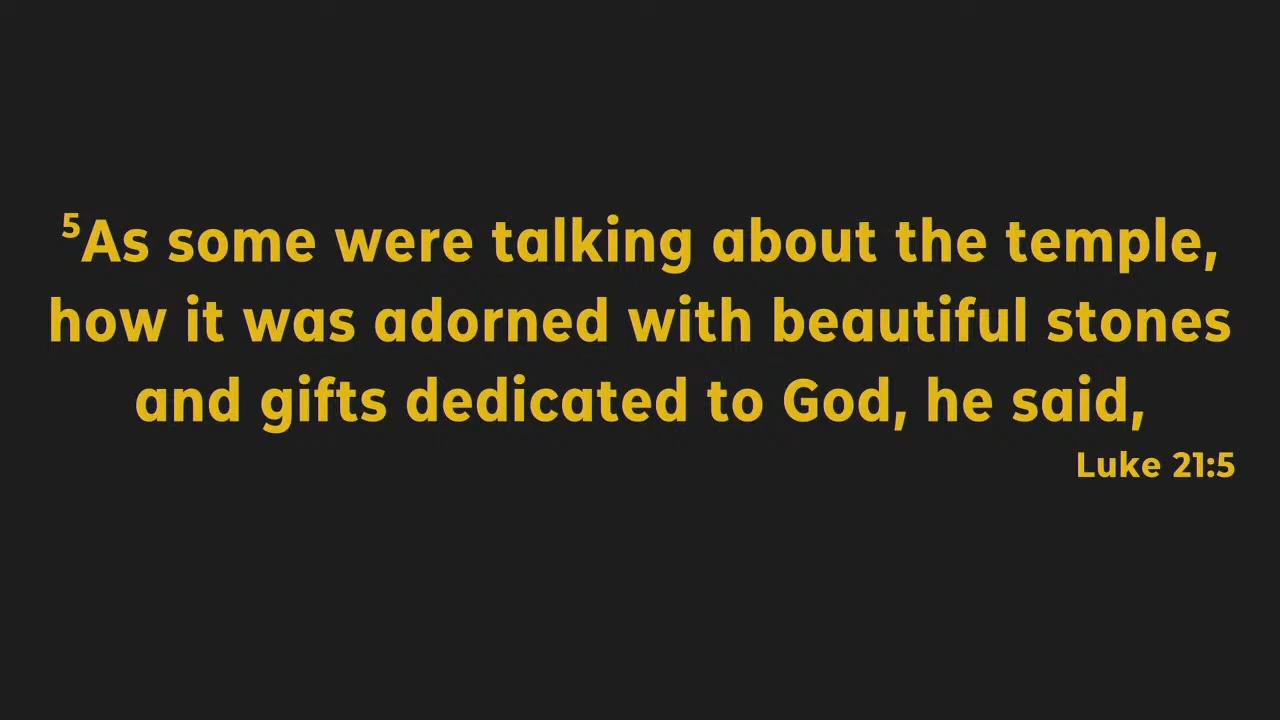 ⁵As some were talking about the temple,
how it was adorned with beautiful stones
and gifts dedicated to God, he said,
Luke 21:5